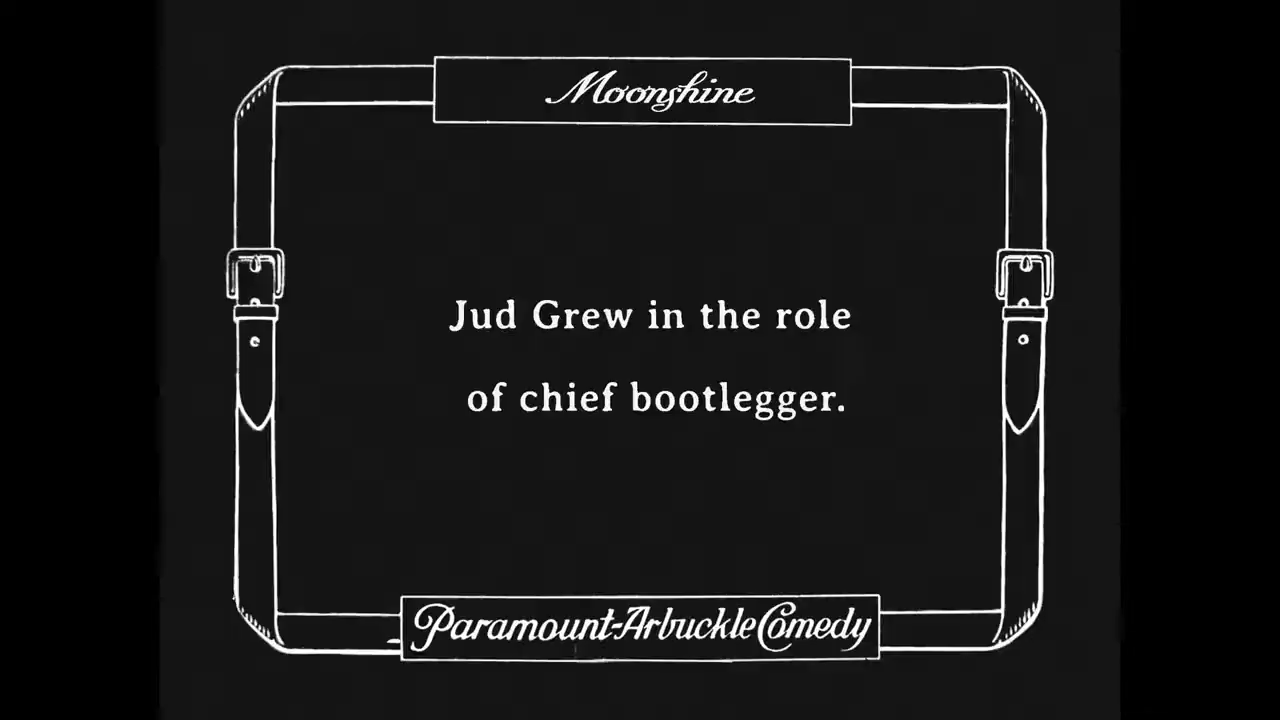 Moonshine
Jud Grew in the role
of chief bootlegger.
Paramount-Arbuckle Comedy